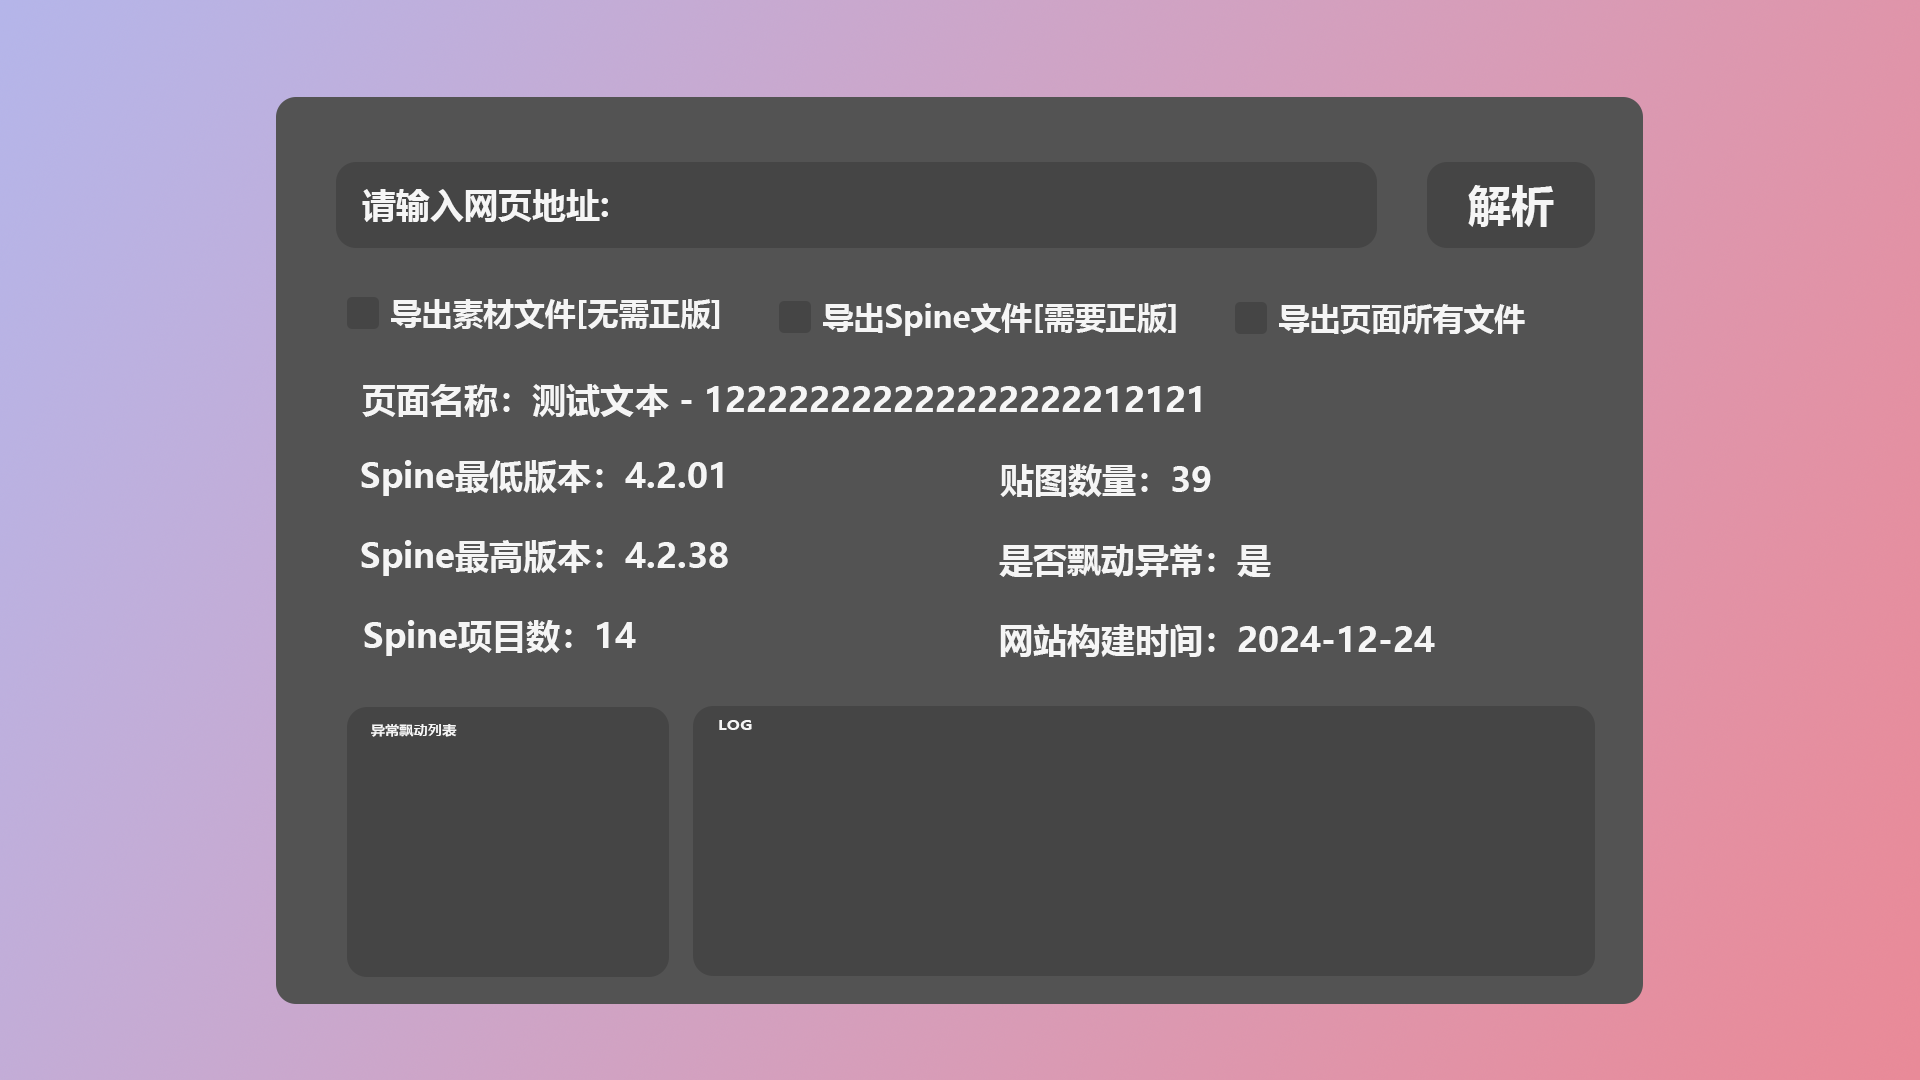 请输入网页地址:
解析
导出素材文件[无需正版]
导出Spine文件[需要正版]
导出页面所有文件
页面名称：测试文本 - 122222222222222222212121
Spine最低版本：4.2.01
贴图数量：39
Spine最高版本：4.2.38
是否飘动异常：是
Spine项目数：14
网站构建时间：2024-12-24
异常飘动列表
LOG